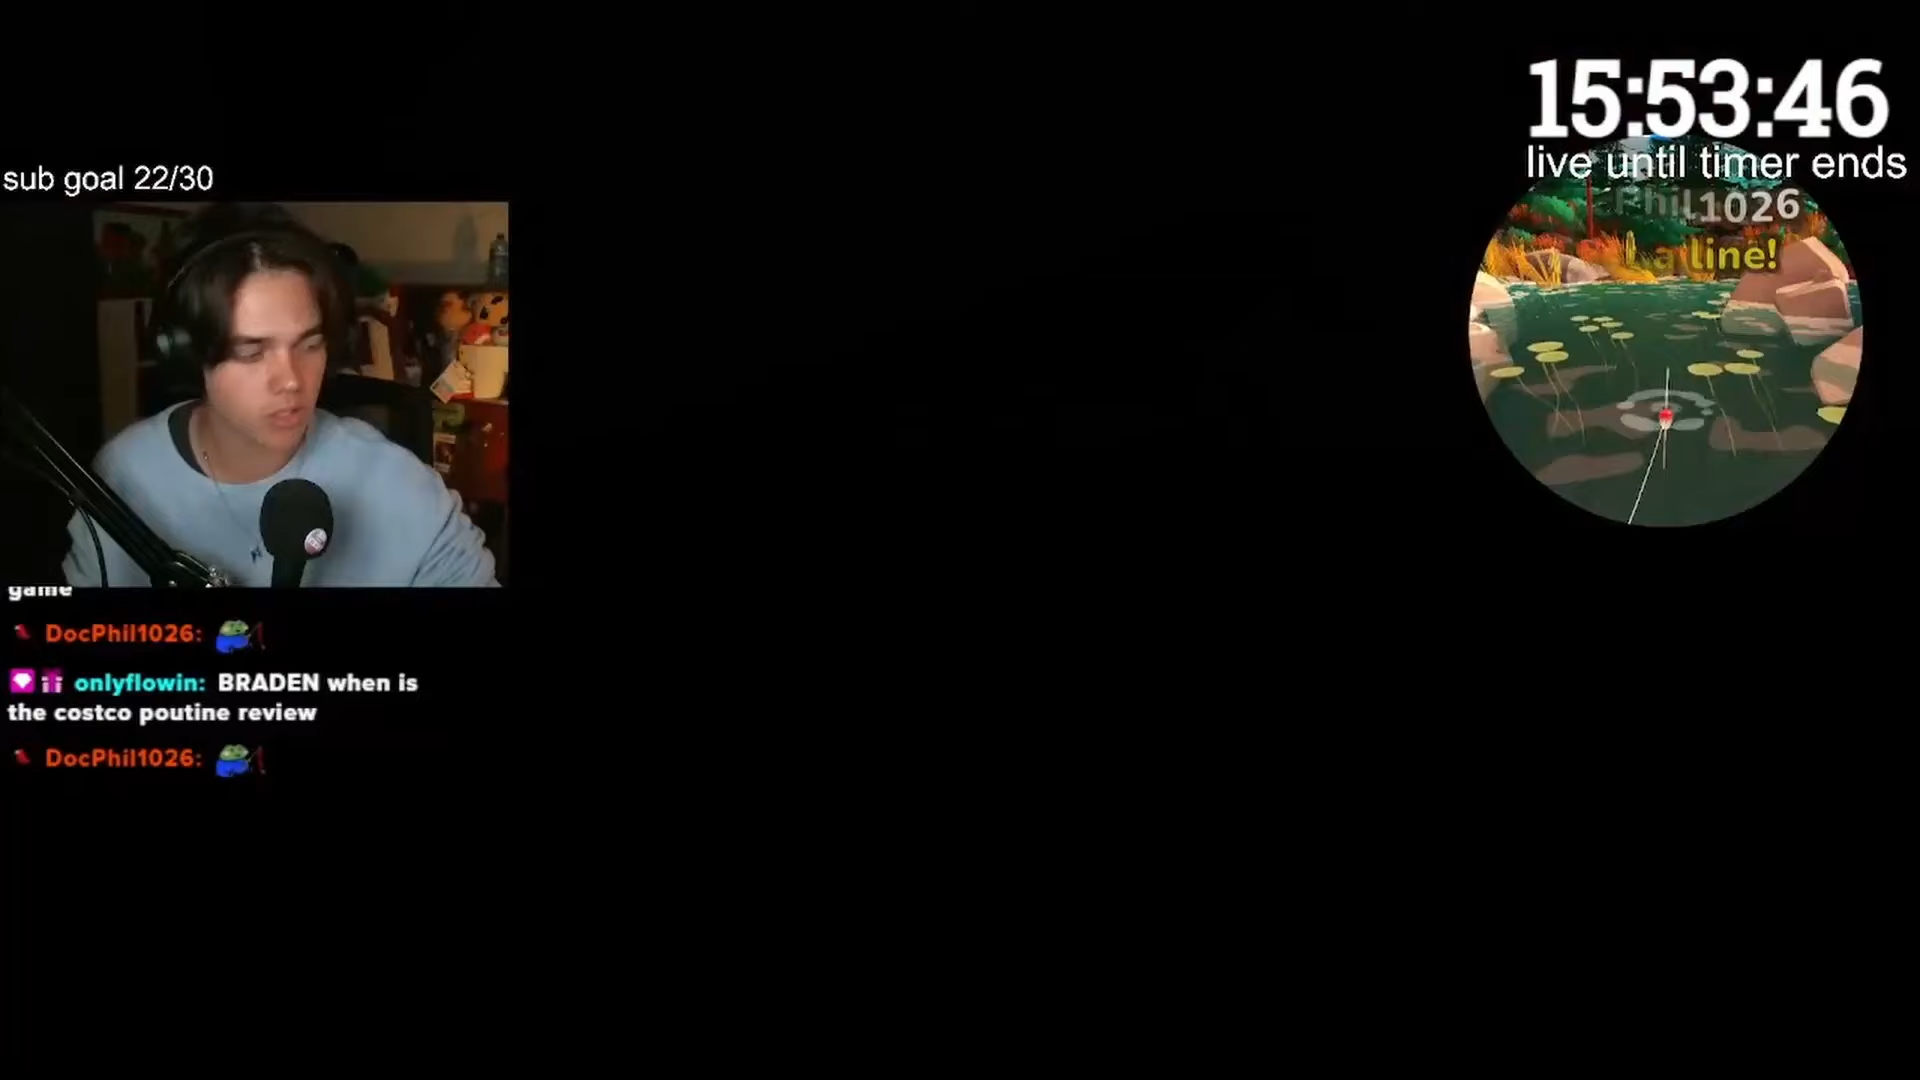 15:53:46
live until timer ends
sub goal 22/30
Phil1026
a line!
game
DocPhil1026:
onlyflowin: BRADEN when is
the costco poutine review
DocPhil1026: